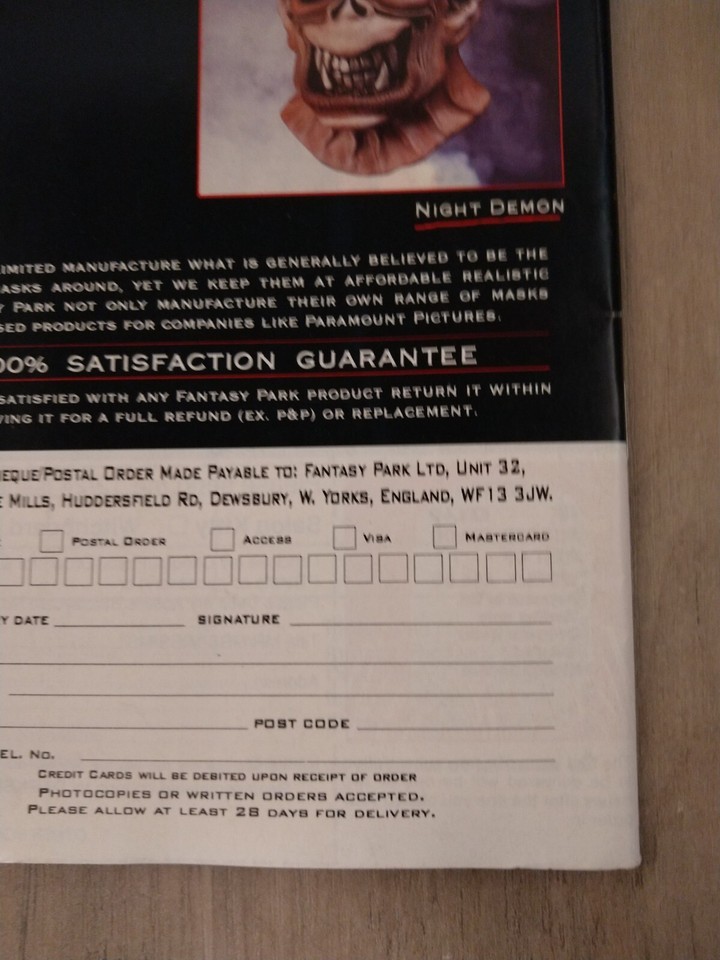 NIGHT DEMON
LIMITED MANUFACTURE WHAT IS GENERALLY BELIEVED TO BE THE
ASKS AROUND, YET WE KEEP THEM AT AFFORDABLE REALISTIC
Y PARK NOT ONLY MANUFACTURE THEIR OWN RANGE OF MASKS
SED PRODUCTS FOR COMPANIES LIKE PARAMOUNT PICTURES.
00% SATISFACTION GUARANTEE
SATISFIED WITH ANY FANTASY PARK PRODUCT RETURN IT WITHIN
VING IT FOR A FULL REFUND (EX. P&P) OR REPLACEMENT.
EQUE/POSTAL ORDER MADE PAYABLE TO: FANTASY PARK LTD, UNIT 32,
E MILLS, HUDDERSFIELD RD, DEWSBURY, W. YORKS, ENGLAND, WF13 3JW.
POSTAL ORDER ACCESS VISA MASTERCARD
Y DATE SIGNATURE
POST CODE
EL. NO.
CREDIT CARDS WILL BE DEBITED UPON RECEIPT OF ORDER
PHOTOCOPIES OR WRITTEN ORDERS ACCEPTED.
PLEASE ALLOW AT LEAST 28 DAYS FOR DELIVERY.